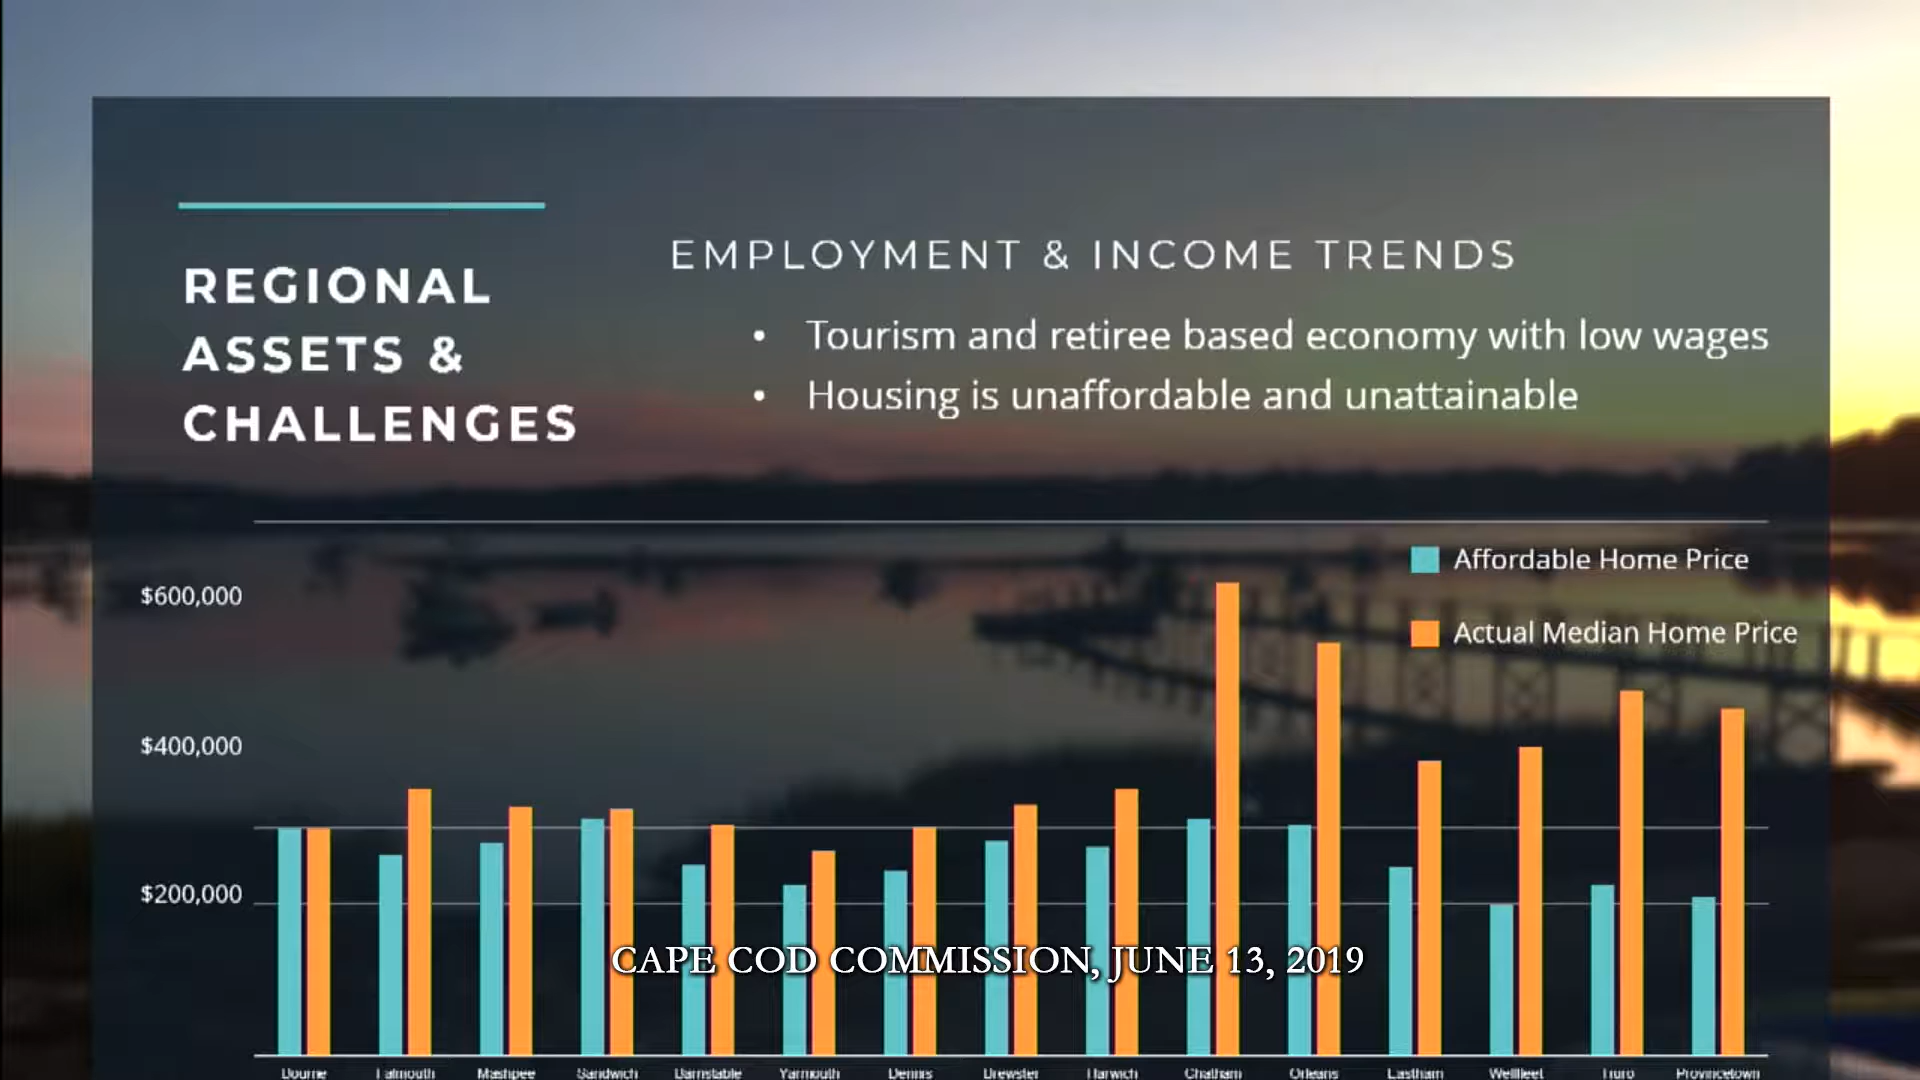 REGIONAL
ASSETS &
CHALLENGES
EMPLOYMENT & INCOME TRENDS
• Tourism and retiree based economy with low wages
• Housing is unaffordable and unattainable
Affordable Home Price
Actual Median Home Price
$600,000
$400,000
$200,000
CAPE COD COMMISSION, JUNE 13, 2019
Bourne Falmouth Mashpee Sandwich Barnstable Yarmouth Dennis Brewster Harwich Chatham Orleans Eastham Wellfleet Truro Provincetown